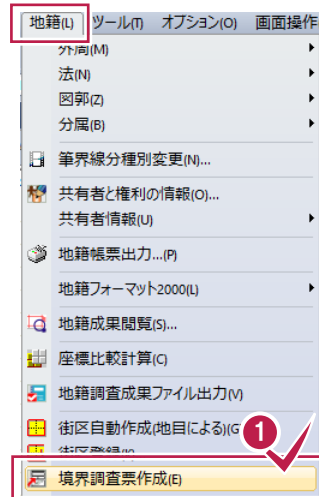 地籍(L) ツール(T) オプション(O) 画面操作
外周(M)
法(N)
図郭(Z)
分属(B)
筆界線分種別変更(N)...
共有者と権利の情報(O)...
共有者情報(U)
地籍帳票出力...(P)
地籍フォーマット2000(L)
地籍成果閲覧(S)...
座標比較計算(C)
地籍調査成果ファイル出力(V)
街区自動作成(地目による)(G
1
境界調査票作成(E)